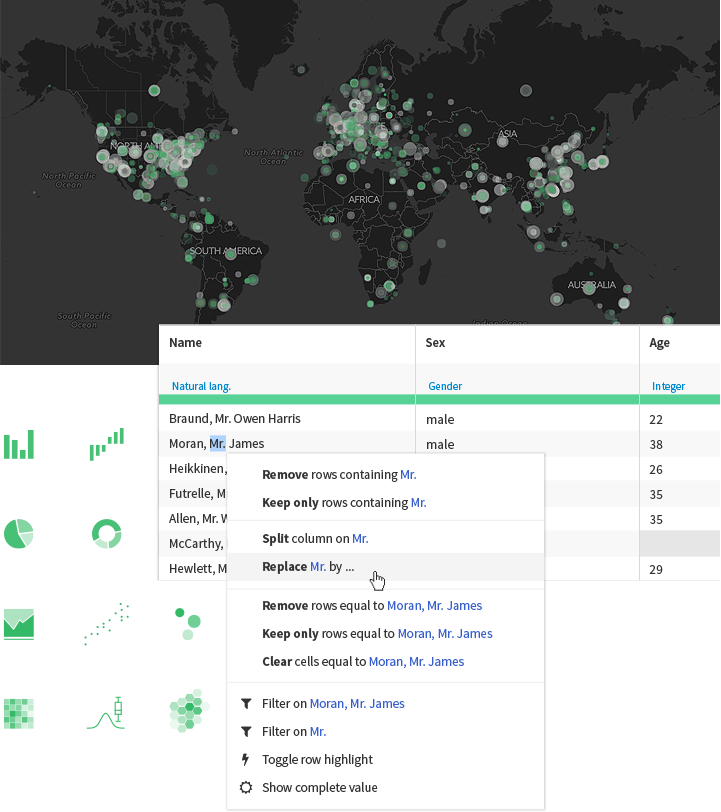 NORTH AM
ASIA
North Atlantic
Ocean
North Pacific
Ocean
AFRICA
SOUTH AMERICA
AUSTRALIA
South Pacific
Ocean
Indian Ocean
Name Sex Age
Natural lang. Gender Integer
Braund, Mr. Owen Harris male 22
Moran, Mr. James male 38
Heikkinen, 26
Futrelle, M 35
Allen, Mr. W 35
McCarthy,
Hewlett, M 29
Remove rows containing Mr.
Keep only rows containing Mr.
Split column on Mr.
Replace Mr. by ...
Remove rows equal to Moran, Mr. James
Keep only rows equal to Moran, Mr. James
Clear cells equal to Moran, Mr. James
Filter on Moran, Mr. James
Filter on Mr.
Toggle row highlight
Show complete value